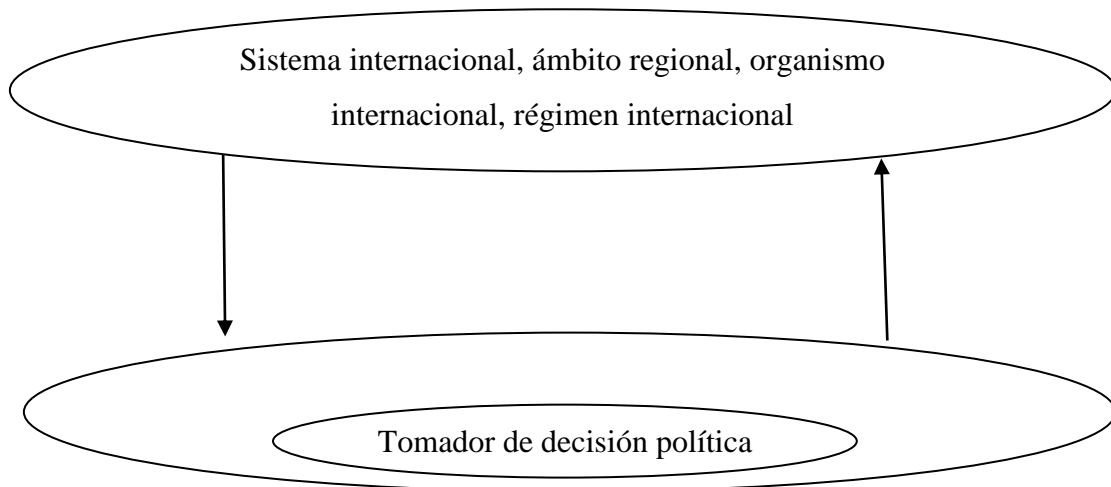 Sistema internacional, ámbito regional, organismo
internacional, régimen internacional
Tomador de decisión política